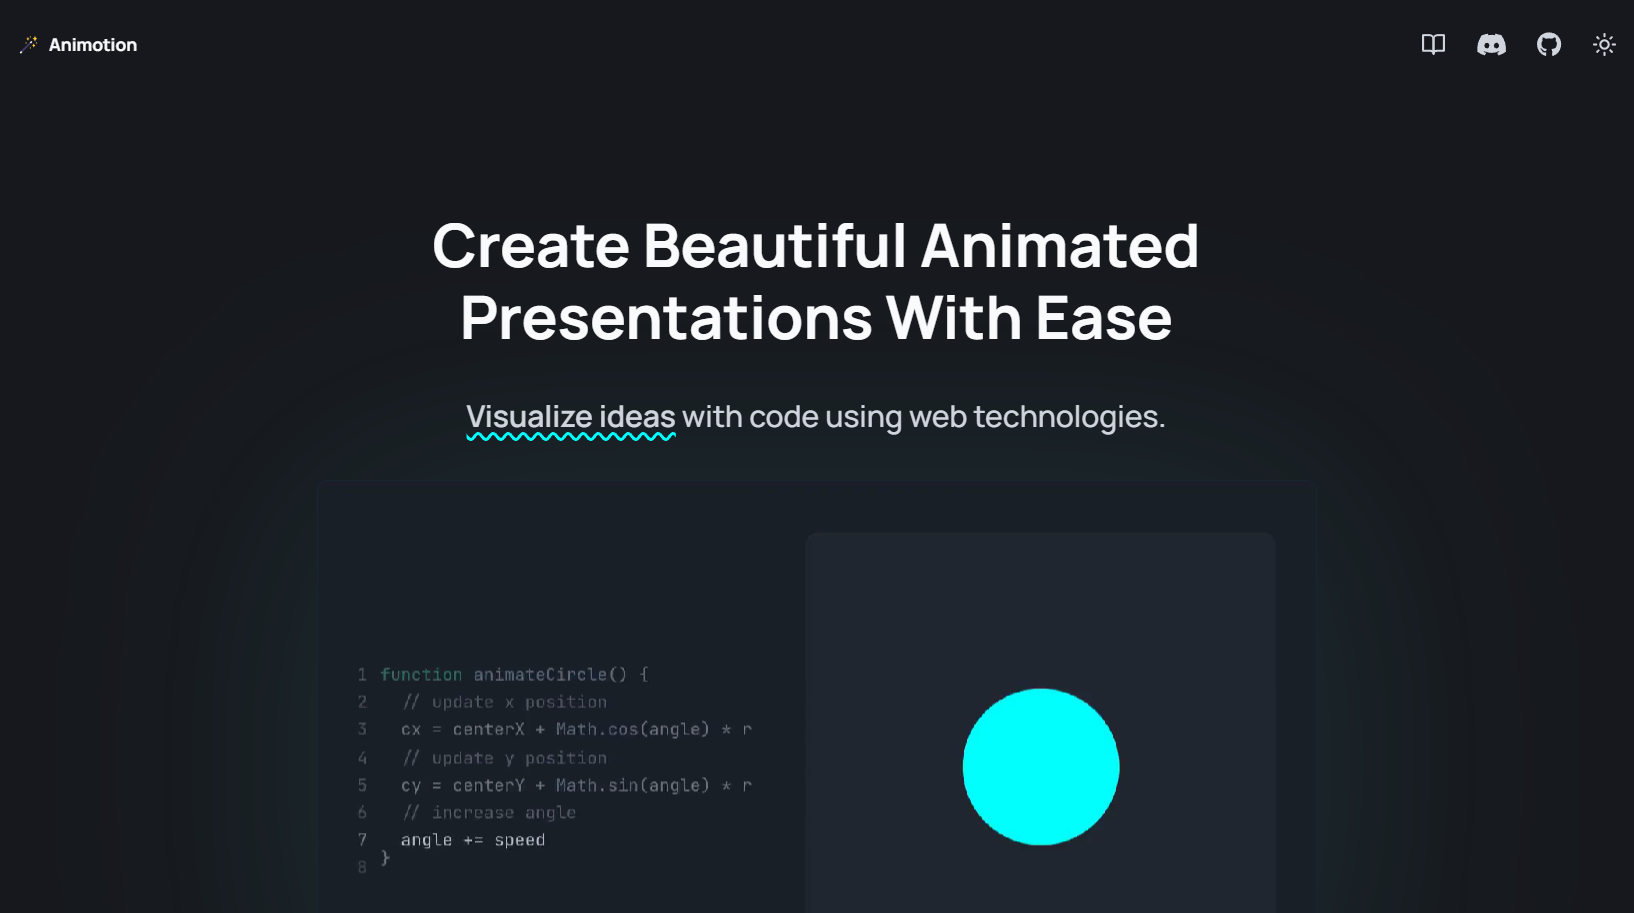 Animotion
Create Beautiful Animated
Presentations With Ease
Visualize ideas with code using web technologies.
1 function animateCircle() {
2 // update x position
3 cx = centerX + Math.cos(angle) * r
4 // update y position
5 cy = centerY + Math.sin(angle) * r
6 // increase angle
7 angle += speed
8 }